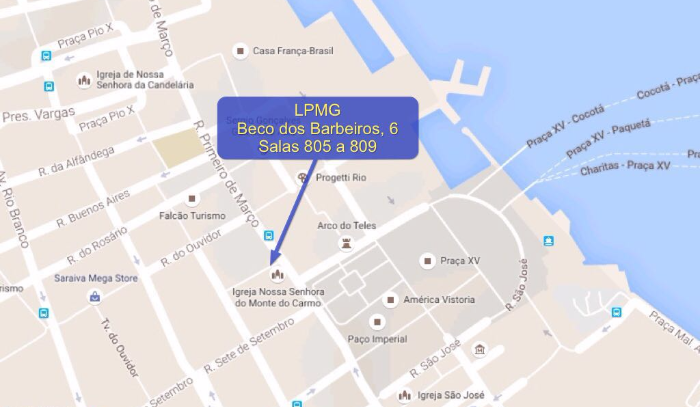 Praça Pio X
Casa França-Brasil
Igreja de Nossa
Senhora da Candelária
Pres. Vargas
Praça Pio X
R. Primeiro de Março
de Março
LPMG
Beco dos Barbeiros, 6
Salas 805 a 809
Cocotá - Praça
Praça XV - Cocotá
Praça XV - Paquetá
Charitas - Praça XV
R. da Alfândega
Progetti Rio
Av. Rio Branco
R. Buenos Aires
Falcão Turismo
R. do Rosário
R. do Ouvidor
Arco do Teles
Praça XV
R. São José
Saraiva Mega Store
Igreja Nossa Senhora
do Monte do Carmo
América Vistoria
Paço Imperial
Praça Mal. A
Tv. do Ouvidor
R. Sete de Setembro
R. São José
Setembro
Igreja São José